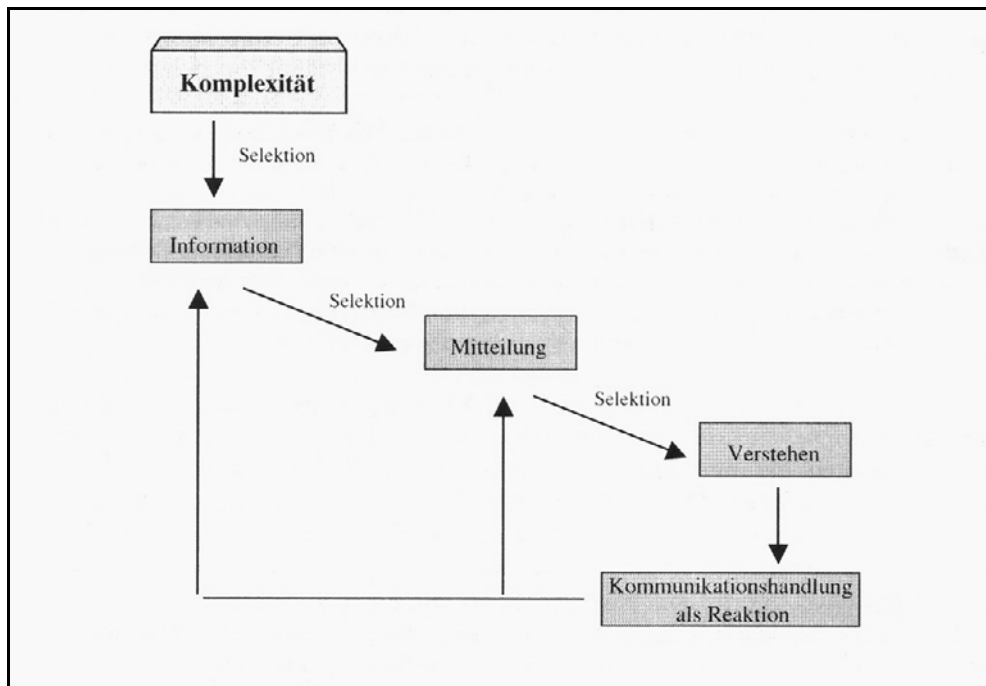 Komplexität
Selektion
Information
Selektion
Mitteilung
Selektion
Verstehen
Kommunikationshandlung
als Reaktion